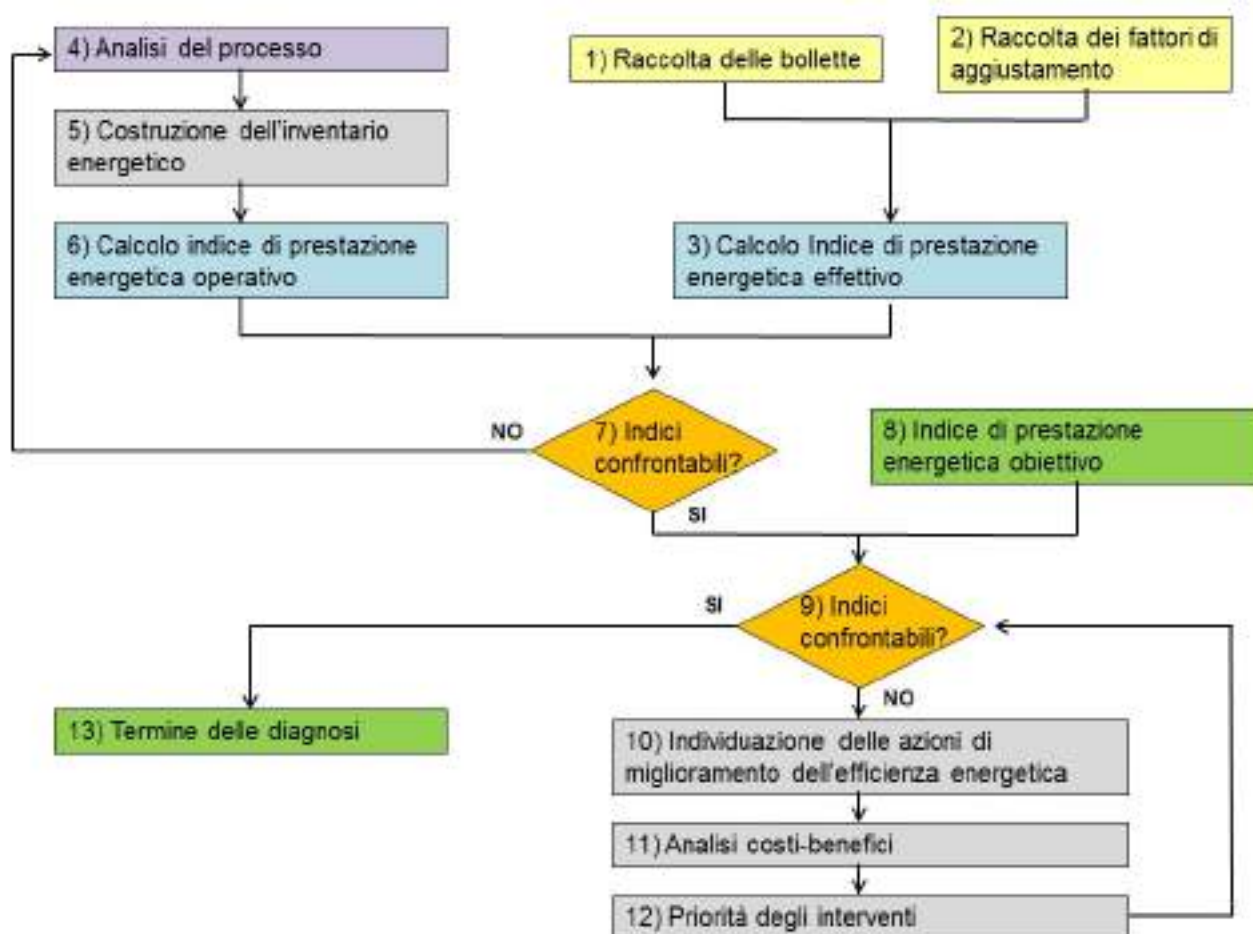 4) Analisi del processo
1) Raccolta delle bollette
2) Raccolta dei fattori di
aggiustamento
5) Costruzione dell'inventario
energetico
6) Calcolo indice di prestazione
energetica operativo
3) Calcolo Indice di prestazione
energetica effettivo
NO
7) Indici
confrontabili?
8) Indice di prestazione
energetica obiettivo
SI
SI
9) Indici
confrontabili?
NO
13) Termine delle diagnosi
10) Individuazione delle azioni di
miglioramento dell'efficienza energetica
11) Analisi costi-benefici
12) Priorità degli interventi